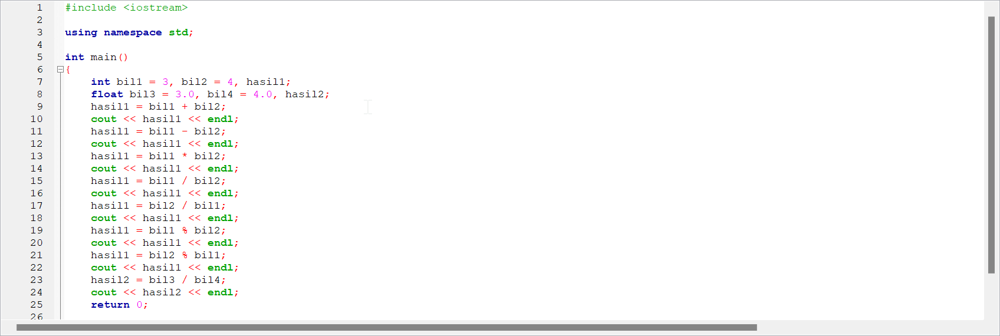 1 #include <iostream>
2
3 using namespace std;
4
5 int main()
6 {
7 int bil1 = 3, bil2 = 4, hasil1;
8 float bil3 = 3.0, bil4 = 4.0, hasil2;
9 hasil1 = bil1 + bil2;
10 cout << hasil1 << endl;
11 hasil1 = bil1 - bil2;
12 cout << hasil1 << endl;
13 hasil1 = bil1 * bil2;
14 cout << hasil1 << endl;
15 hasil1 = bil1 / bil2;
16 cout << hasil1 << endl;
17 hasil1 = bil2 / bil1;
18 cout << hasil1 << endl;
19 hasil1 = bil1 % bil2;
20 cout << hasil1 << endl;
21 hasil1 = bil2 % bil1;
22 cout << hasil1 << endl;
23 hasil2 = bil3 / bil4;
24 cout << hasil2 << endl;
25 return 0;
26